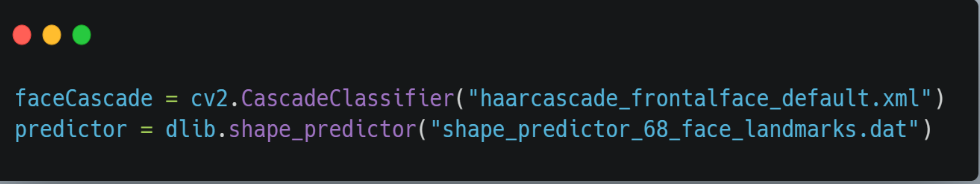 faceCascade = cv2.CascadeClassifier("haarcascade_frontalface_default.xml")
predictor = dlib.shape_predictor("shape_predictor_68_face_landmarks.dat")